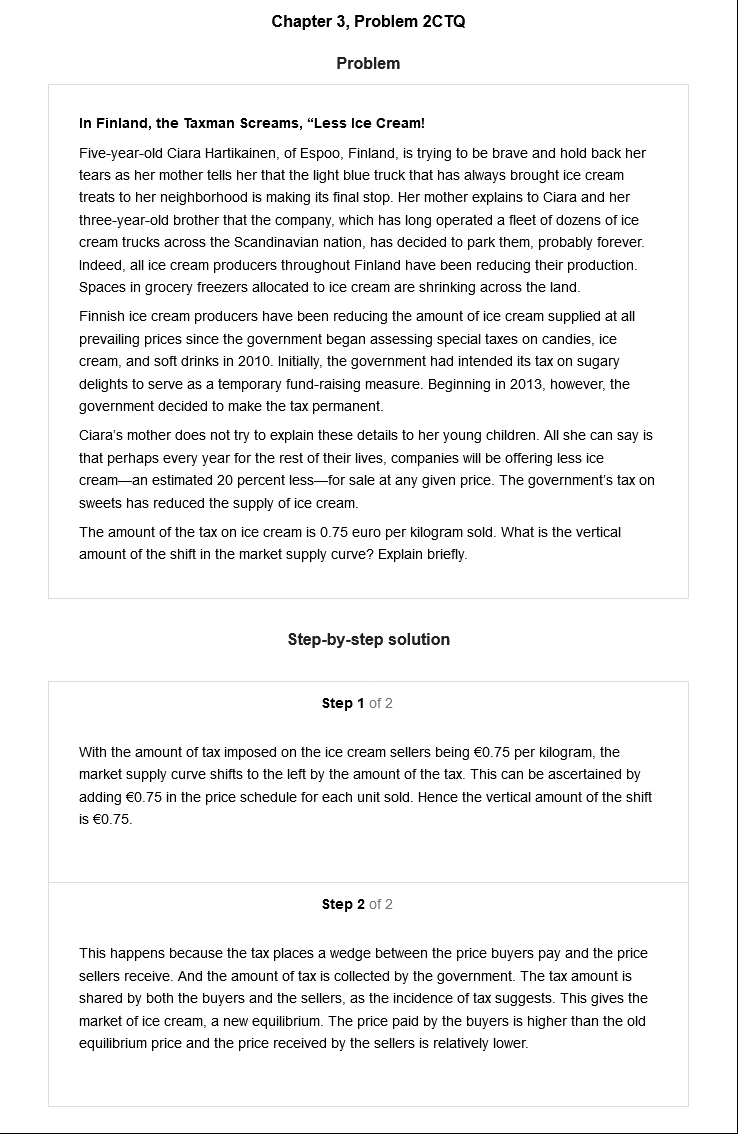 Chapter 3, Problem 2CTQ
Problem
In Finland, the Taxman Screams, “Less Ice Cream!
Five-year-old Ciara Hartikainen, of Espoo, Finland, is trying to be brave and hold back her
tears as her mother tells her that the light blue truck that has always brought ice cream
treats to her neighborhood is making its final stop. Her mother explains to Ciara and her
three-year-old brother that the company, which has long operated a fleet of dozens of ice
cream trucks across the Scandinavian nation, has decided to park them, probably forever.
Indeed, all ice cream producers throughout Finland have been reducing their production.
Spaces in grocery freezers allocated to ice cream are shrinking across the land.
Finnish ice cream producers have been reducing the amount of ice cream supplied at all
prevailing prices since the government began assessing special taxes on candies, ice
cream, and soft drinks in 2010. Initially, the government had intended its tax on sugary
delights to serve as a temporary fund-raising measure. Beginning in 2013, however, the
government decided to make the tax permanent.
Ciara’s mother does not try to explain these details to her young children. All she can say is
that perhaps every year for the rest of their lives, companies will be offering less ice
cream—an estimated 20 percent less—for sale at any given price. The government’s tax on
sweets has reduced the supply of ice cream.
The amount of the tax on ice cream is 0.75 euro per kilogram sold. What is the vertical
amount of the shift in the market supply curve? Explain briefly.
Step-by-step solution
Step 1 of 2
With the amount of tax imposed on the ice cream sellers being €0.75 per kilogram, the
market supply curve shifts to the left by the amount of the tax. This can be ascertained by
adding €0.75 in the price schedule for each unit sold. Hence the vertical amount of the shift
is €0.75.
Step 2 of 2
This happens because the tax places a wedge between the price buyers pay and the price
sellers receive. And the amount of tax is collected by the government. The tax amount is
shared by both the buyers and the sellers, as the incidence of tax suggests. This gives the
market of ice cream, a new equilibrium. The price paid by the buyers is higher than the old
equilibrium price and the price received by the sellers is relatively lower.